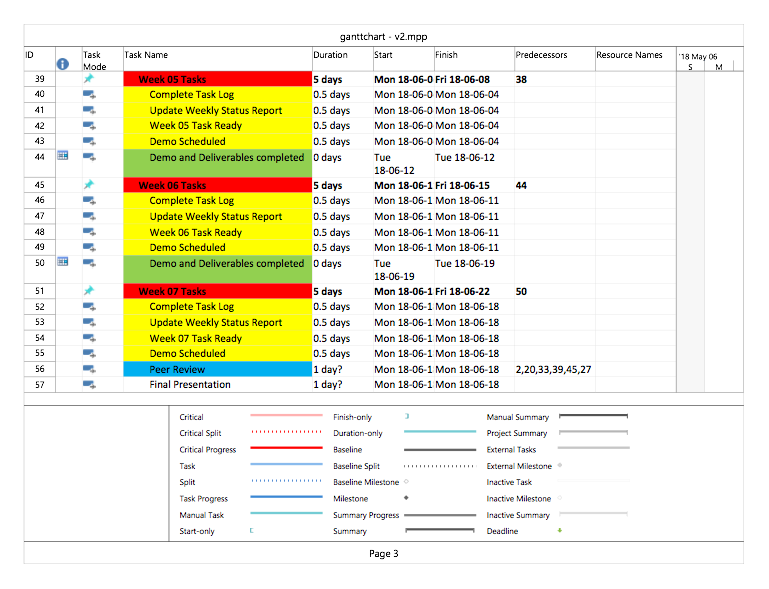 ganttchart - v2.mpp
ID Task Mode Task Name Duration Start Finish Predecessors Resource Names '18 May 06
S M
39 Week 05 Tasks 5 days Mon 18-06-0 Fri 18-06-08 38
40 Complete Task Log 0.5 days Mon 18-06-0 Mon 18-06-04
41 Update Weekly Status Report 0.5 days Mon 18-06-0 Mon 18-06-04
42 Week 05 Task Ready 0.5 days Mon 18-06-0 Mon 18-06-04
43 Demo Scheduled 0.5 days Mon 18-06-0 Mon 18-06-04
44 Demo and Deliverables completed 0 days Tue 18-06-12 Tue 18-06-12
45 Week 06 Tasks 5 days Mon 18-06-1 Fri 18-06-15 44
46 Complete Task Log 0.5 days Mon 18-06-1 Mon 18-06-11
47 Update Weekly Status Report 0.5 days Mon 18-06-1 Mon 18-06-11
48 Week 06 Task Ready 0.5 days Mon 18-06-1 Mon 18-06-11
49 Demo Scheduled 0.5 days Mon 18-06-1 Mon 18-06-11
50 Demo and Deliverables completed 0 days Tue 18-06-19 Tue 18-06-19
51 Week 07 Tasks 5 days Mon 18-06-1 Fri 18-06-22 50
52 Complete Task Log 0.5 days Mon 18-06-1 Mon 18-06-18
53 Update Weekly Status Report 0.5 days Mon 18-06-1 Mon 18-06-18
54 Week 07 Task Ready 0.5 days Mon 18-06-1 Mon 18-06-18
55 Demo Scheduled 0.5 days Mon 18-06-1 Mon 18-06-18
56 Peer Review 1 day? Mon 18-06-1 Mon 18-06-18 2,20,33,39,45,27
57 Final Presentation 1 day? Mon 18-06-1 Mon 18-06-18
Critical Finish-only Manual Summary
Critical Split Duration-only Project Summary
Critical Progress Baseline External Tasks
Task Baseline Split External Milestone
Split Baseline Milestone Inactive Task
Task Progress Milestone Inactive Milestone
Manual Task Summary Progress Inactive Summary
Start-only Summary Deadline
Page 3